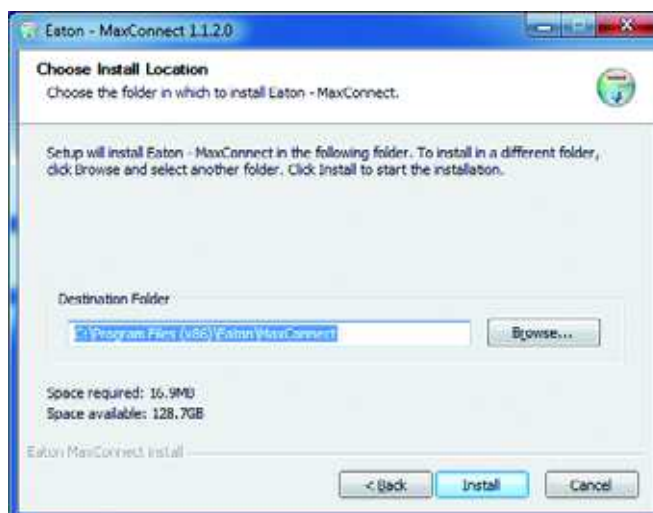 Eaton - MaxConnect 1.1.2.0
Choose Install Location
Choose the folder in which to install Eaton - MaxConnect.
Setup will install Eaton - MaxConnect in the following folder. To install in a different folder,
click Browse and select another folder. Click Install to start the installation.
Destination Folder
C:\Program Files (x86)\Eaton\MaxConnect
Browse...
Space required: 16.9MB
Space available: 128.7GB
Eaton MaxConnect install
< Back
Install
Cancel